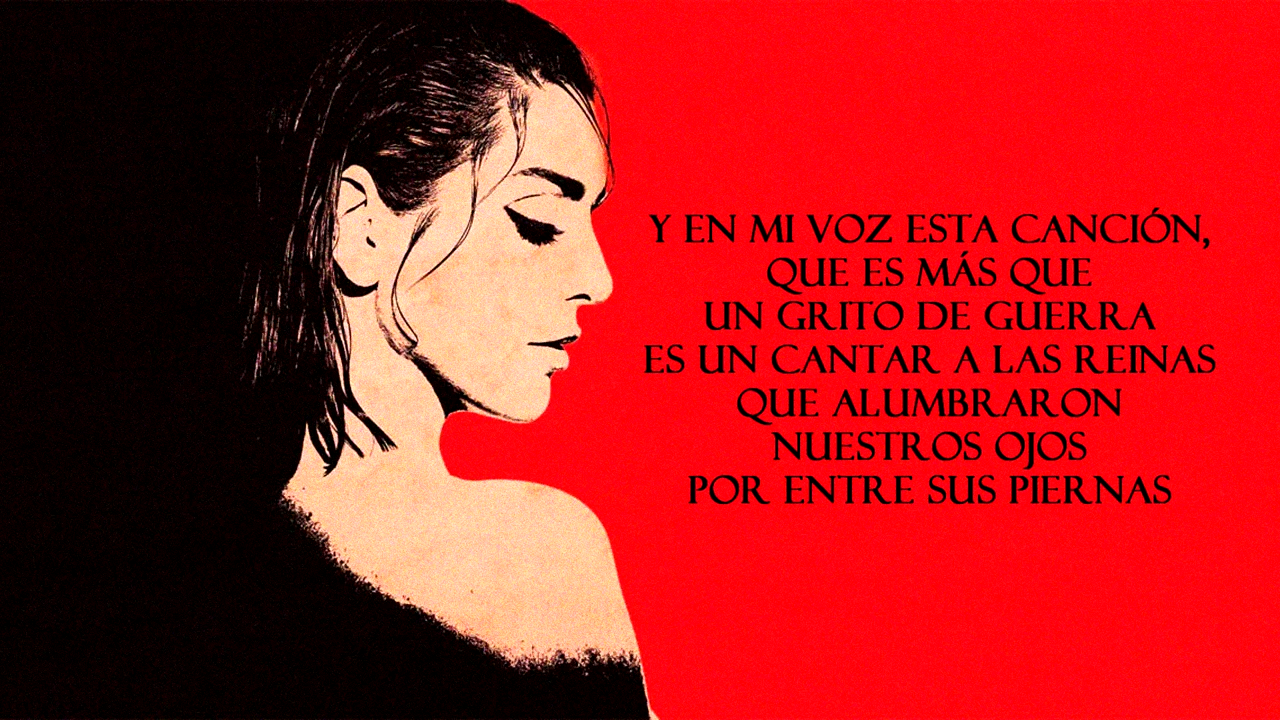 Y EN MI VOZ ESTA CANCIÓN,
QUE ES MÁS QUE
UN GRITO DE GUERRA
ES UN CANTAR A LAS REINAS
QUE ALUMBRARON
NUESTROS OJOS
POR ENTRE SUS PIERNAS